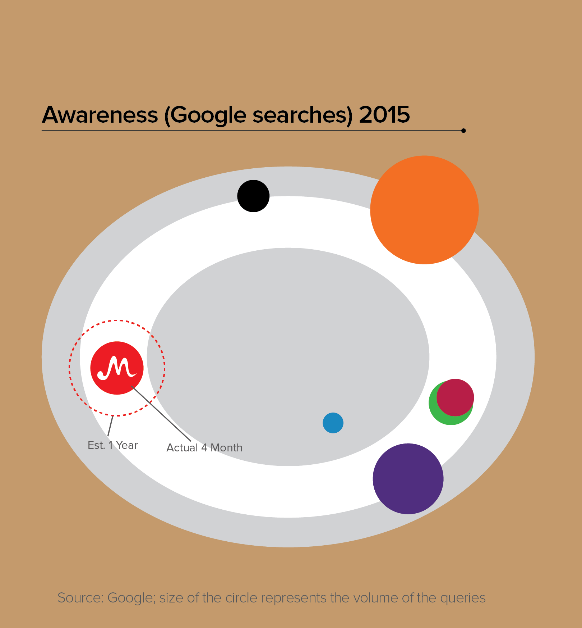 Awareness (Google searches) 2015
M
Est. 1 Year
Actual 4 Month
Source: Google; size of the circle represents the volume of the queries